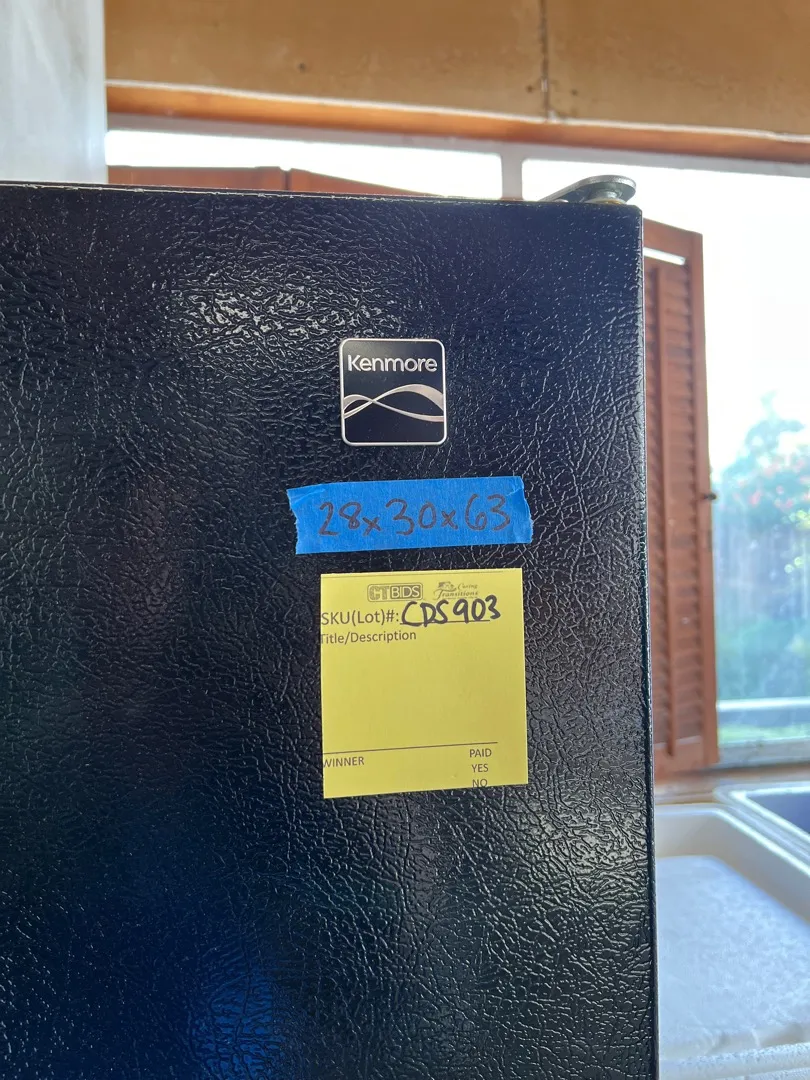 Kenmore
28x30x63
CTBIDS Caring Transitions
SKU(Lot)#: CDS903
Title/Description
WINNER PAID
YES
NO